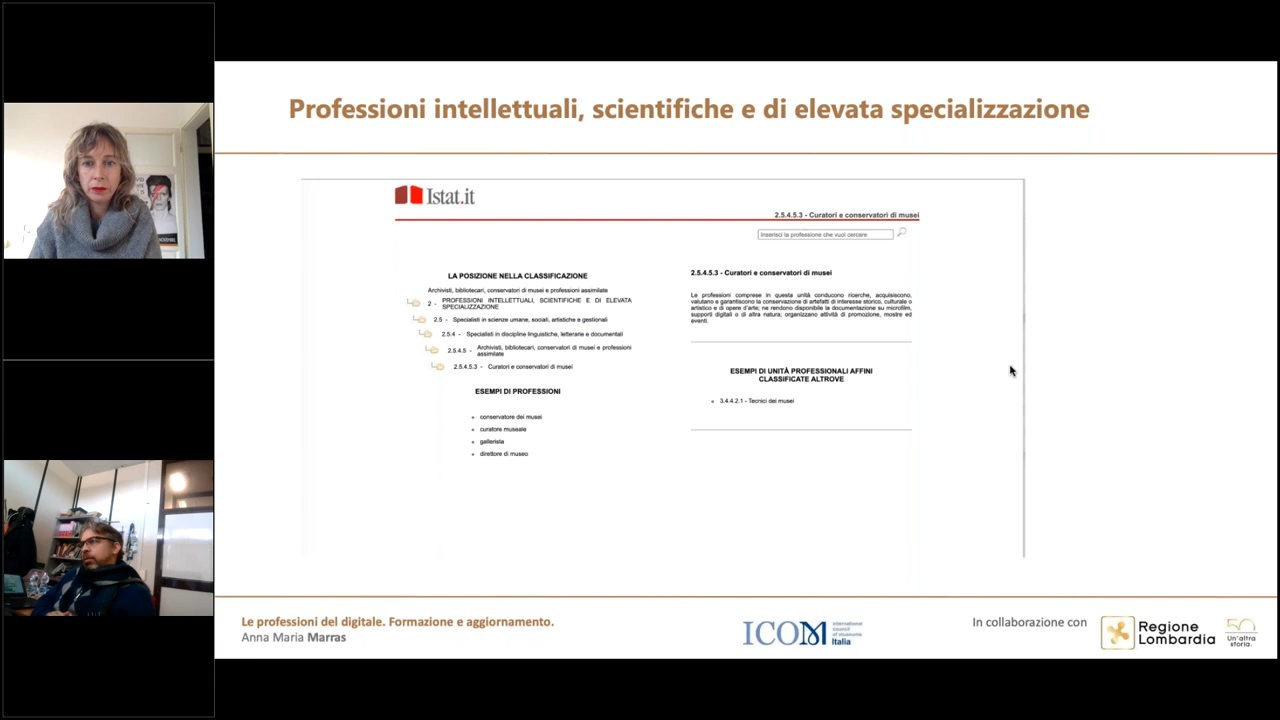 Professioni intellettuali, scientifiche e di elevata specializzazione
Istat.it
2.5.4.5.3 - Curatori e conservatori di musei
Inserisci la professione che vuoi cercare
LA POSIZIONE NELLA CLASSIFICAZIONE
Archivisti, bibliotecari, conservatori di musei e professioni assimilate
2 - PROFESSIONI INTELLETTUALI, SCIENTIFICHE E DI ELEVATA
SPECIALIZZAZIONE
2.5 - Specialisti in scienze umane, sociali, artistiche e gestionali
2.5.4 - Specialisti in discipline linguistiche, letterarie e documentali
2.5.4.5 - Archivisti, bibliotecari, conservatori di musei e professioni
assimilate
2.5.4.5.3 - Curatori e conservatori di musei
ESEMPI DI PROFESSIONI
conservatore dei musei
curatore museale
gallerista
direttore di museo
2.5.4.5.3 - Curatori e conservatori di musei
Le professioni comprese in questa unità conducono ricerche, acquisiscono,
valutano e garantiscono la conservazione di artefatti di interesse storico, culturale o
artistico e di opere d'arte; ne rendono disponibile la documentazione su microfilm,
supporti digitali o di altra natura; organizzano attività di promozione, mostre ed
eventi.
ESEMPI DI UNITÀ PROFESSIONALI AFFINI
CLASSIFICATE ALTROVE
3.4.4.2.1 - Tecnici dei musei
Le professioni del digitale. Formazione e aggiornamento.
Anna Maria Marras
ICOM
international
council
of museums
Italia
In collaborazione con
Regione
Lombardia
50
Un'altra
storia.